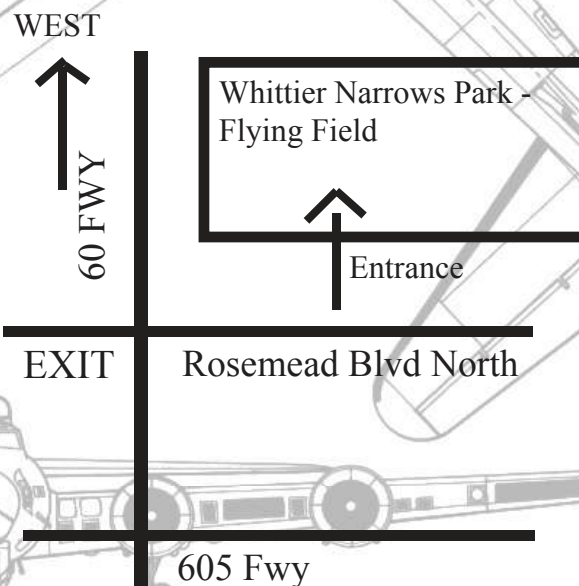 WEST
Whittier Narrows Park -
Flying Field
60 FWY
Entrance
EXIT
Rosemead Blvd North
605 Fwy